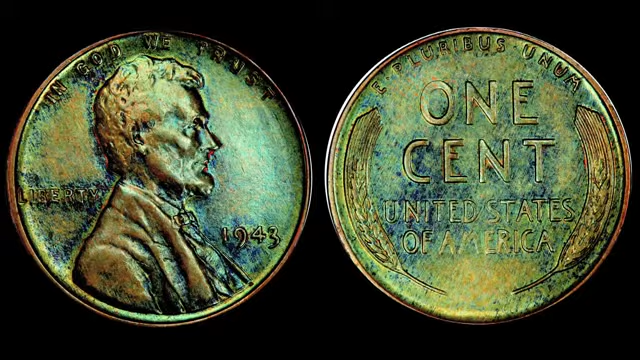 IN GOD WE TRUST
LIBERTY
1943
E·PLURIBUS·UNUM
ONE
CENT
UNITED STATES
OF AMERICA